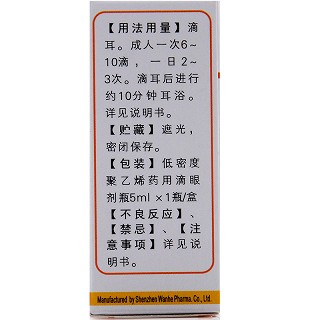 【用法用量】滴
耳。成人一次6~
10滴，一日2~
3次。滴耳后进行
约10分钟耳浴。
详见说明书。
【贮藏】遮光，
密闭保存。
【包装】低密度
聚乙烯药用滴眼
剂瓶5ml×1瓶/盒
【不良反应】、
【禁忌】、【注
意事项】详见说
明书。
Manufactured by Shenzhen Wanhe Pharma. Co., Ltd.